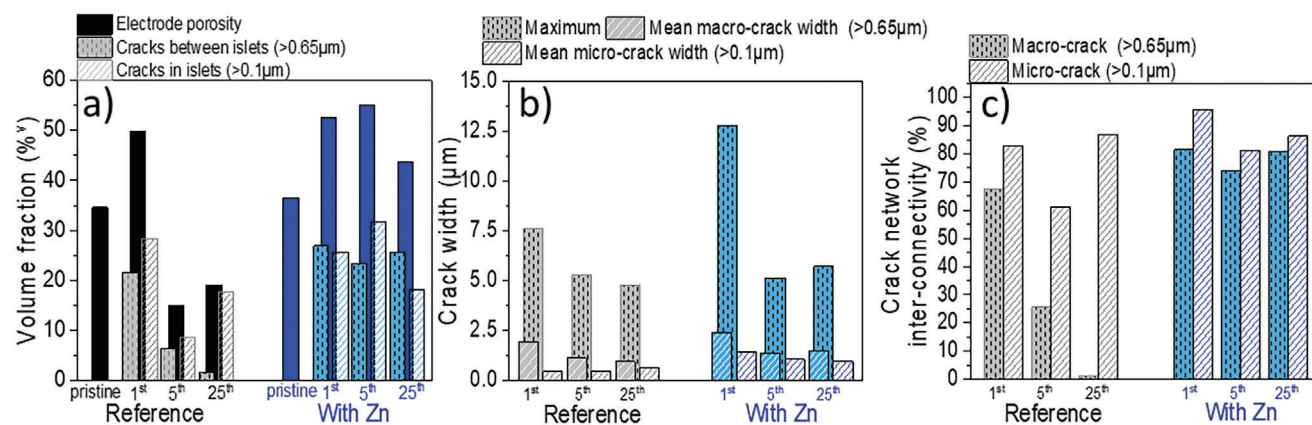 Electrode porosity
Cracks between islets (>0.65µm)
Cracks in islets (>0.1µm)
a)
Volume fraction (%ᵛ)
60
50
40
30
20
10
0
pristine 1st 5th 25th pristine 1st 5th 25th
Reference With Zn
Maximum Mean macro-crack width (>0.65µm)
Mean micro-crack width (>0.1µm)
b)
Crack width (µm)
15.0
12.5
10.0
7.5
5.0
2.5
0.0
1st 5th 25th 1st 5th 25th
Reference With Zn
Macro-crack (>0.65µm)
Micro-crack (>0.1µm)
c)
Crack network
inter-connectivity (%)
100
90
80
70
60
50
40
30
20
10
0
1st 5th 25th 1st 5th 25th
Reference With Zn